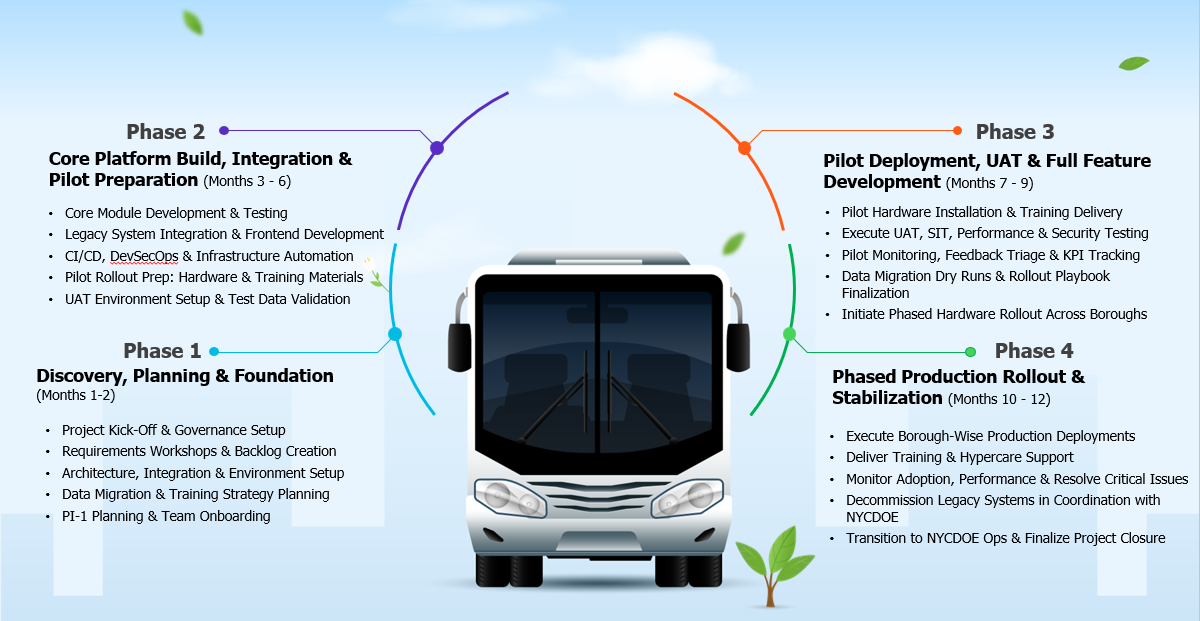 Phase 2
Core Platform Build, Integration &
Pilot Preparation (Months 3 - 6)
• Core Module Development & Testing
• Legacy System Integration & Frontend Development
• CI/CD, DevSecOps & Infrastructure Automation
• Pilot Rollout Prep: Hardware & Training Materials
• UAT Environment Setup & Test Data Validation
Phase 1
Discovery, Planning & Foundation
(Months 1-2)
• Project Kick-Off & Governance Setup
• Requirements Workshops & Backlog Creation
• Architecture, Integration & Environment Setup
• Data Migration & Training Strategy Planning
• PI-1 Planning & Team Onboarding
Phase 3
Pilot Deployment, UAT & Full Feature
Development (Months 7 - 9)
• Pilot Hardware Installation & Training Delivery
• Execute UAT, SIT, Performance & Security Testing
• Pilot Monitoring, Feedback Triage & KPI Tracking
• Data Migration Dry Runs & Rollout Playbook
Finalization
• Initiate Phased Hardware Rollout Across Boroughs
Phase 4
Phased Production Rollout &
Stabilization (Months 10 - 12)
• Execute Borough-Wise Production Deployments
• Deliver Training & Hypercare Support
• Monitor Adoption, Performance & Resolve Critical Issues
• Decommission Legacy Systems in Coordination with
NYCDOE
• Transition to NYCDOE Ops & Finalize Project Closure